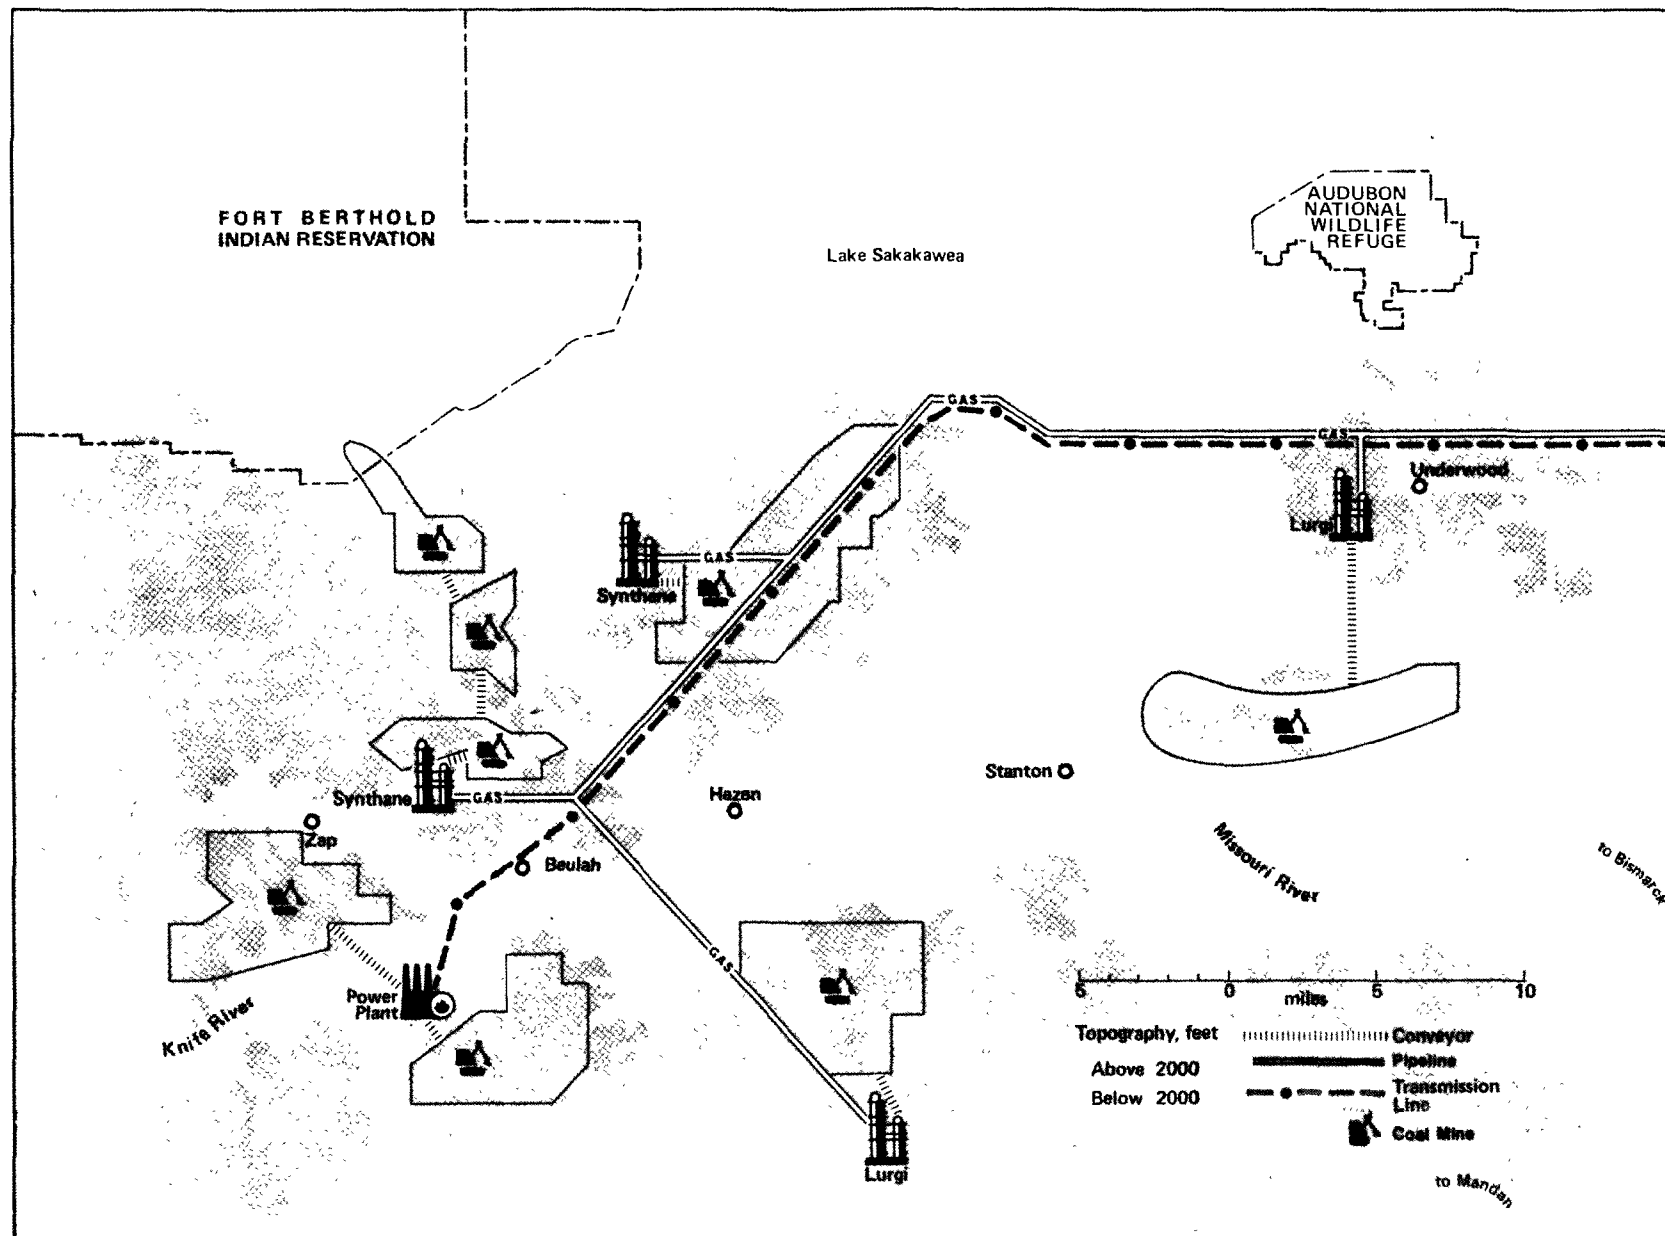 FORT BERTHOLD
INDIAN RESERVATION
AUDUBON
NATIONAL
WILDLIFE
REFUGE
Lake Sakakawea
GAS
GAS
Underwood
Lurgi
GAS
Synthane
Stanton
Hazen
Synthane
GAS
Zap
Beulah
Missouri River
to Bismarck
GAS
Power
Plant
Knife River
5 0 5 10
miles
Topography, feet
Above 2000
Below 2000
Conveyor
Pipeline
Transmission
Line
Coal Mine
Lurgi
to Mandan